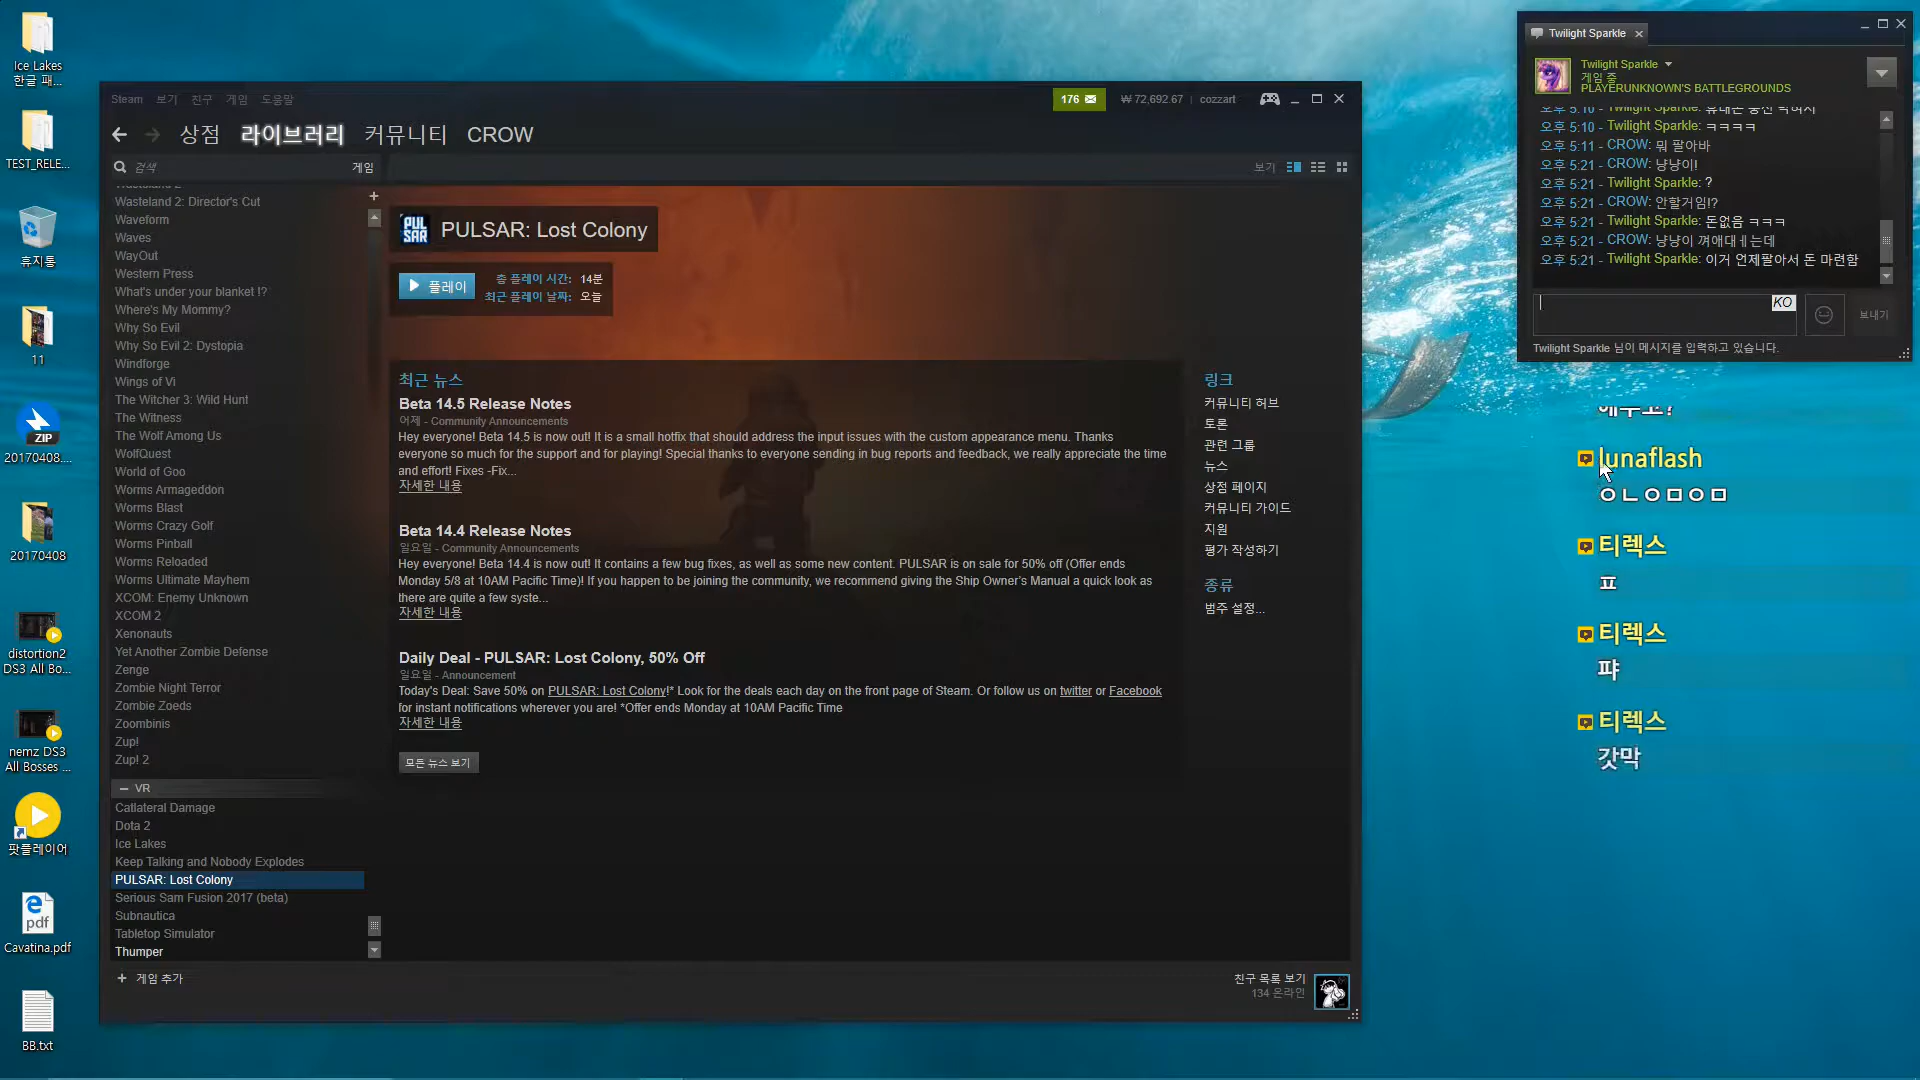 Ice Lakes
한글 패...
TEST_RELE...
휴지통
11
ZIP
20170408....
20170408
distortion2
DS3 All Bo...
nemz DS3
All Bosses ...
팟플레이어
pdf
Cavatina.pdf
BB.txt
Steam 보기 친구 게임 도움말
176 ₩ 72,692.67 | cozzart
상점 라이브러리 커뮤니티 CROW
검색 게임 보기
Wasteland 2: Director's Cut
Waveform
Waves
WayOut
Western Press
What's under your blanket !?
Where's My Mommy?
Why So Evil
Why So Evil 2: Dystopia
Windforge
Wings of Vi
The Witcher 3: Wild Hunt
The Witness
The Wolf Among Us
WolfQuest
World of Goo
Worms Armageddon
Worms Blast
Worms Crazy Golf
Worms Pinball
Worms Reloaded
Worms Ultimate Mayhem
XCOM: Enemy Unknown
XCOM 2
Xenonauts
Yet Another Zombie Defense
Zenge
Zombie Night Terror
Zombie Zoeds
Zoombinis
Zup!
Zup! 2
VR
Catlateral Damage
Dota 2
Ice Lakes
Keep Talking and Nobody Explodes
PULSAR: Lost Colony
Serious Sam Fusion 2017 (beta)
Subnautica
Tabletop Simulator
Thumper
+ 게임 추가
PUL
SAR
PULSAR: Lost Colony
플레이
총 플레이 시간: 14분
최근 플레이 날짜: 오늘
최근 뉴스
Beta 14.5 Release Notes
어제 - Community Announcements
Hey everyone! Beta 14.5 is now out! It is a small hotfix that should address the input issues with the custom appearance menu. Thanks
everyone so much for the support and for playing! Special thanks to everyone sending in bug reports and feedback, we really appreciate the time
and effort! Fixes -Fix...
자세한 내용
Beta 14.4 Release Notes
일요일 - Community Announcements
Hey everyone! Beta 14.4 is now out! It contains a few bug fixes, as well as some new content. PULSAR is on sale for 50% off (Offer ends
Monday 5/8 at 10AM Pacific Time)! If you happen to be joining the community, we recommend giving the Ship Owner's Manual a quick look as
there are quite a few syste...
자세한 내용
Daily Deal - PULSAR: Lost Colony, 50% Off
일요일 - Announcement
Today's Deal: Save 50% on PULSAR: Lost Colony!* Look for the deals each day on the front page of Steam. Or follow us on twitter or Facebook
for instant notifications wherever you are! *Offer ends Monday at 10AM Pacific Time
자세한 내용
모든 뉴스 보기
링크
커뮤니티 허브
토론
관련 그룹
뉴스
상점 페이지
커뮤니티 가이드
지원
평가 작성하기
종류
범주 설정...
친구 목록 보기
134 온라인
Twilight Sparkle
Twilight Sparkle
게임 중
PLAYERUNKNOWN'S BATTLEGROUNDS
오후 5:10 - Twilight Sparkle:
오후 5:10 - Twilight Sparkle: ㅋㅋㅋㅋ
오후 5:11 - CROW: 뭐 팔아바
오후 5:21 - CROW: 냥냥이!
오후 5:21 - Twilight Sparkle: ?
오후 5:21 - CROW: 안할거임!?
오후 5:21 - Twilight Sparkle: 돈없음 ㅋㅋㅋ
오후 5:21 - CROW: 냥냥이 껴애대ㅔ는데
오후 5:21 - Twilight Sparkle: 이거 언제팔아서 돈 마련함
KO
보내기
Twilight Sparkle 님이 메시지를 입력하고 있습니다.
lunaflash
ㅇㄴㅇㅁㅇㅁ
티렉스
ㅍ
티렉스
퍄
티렉스
갓막